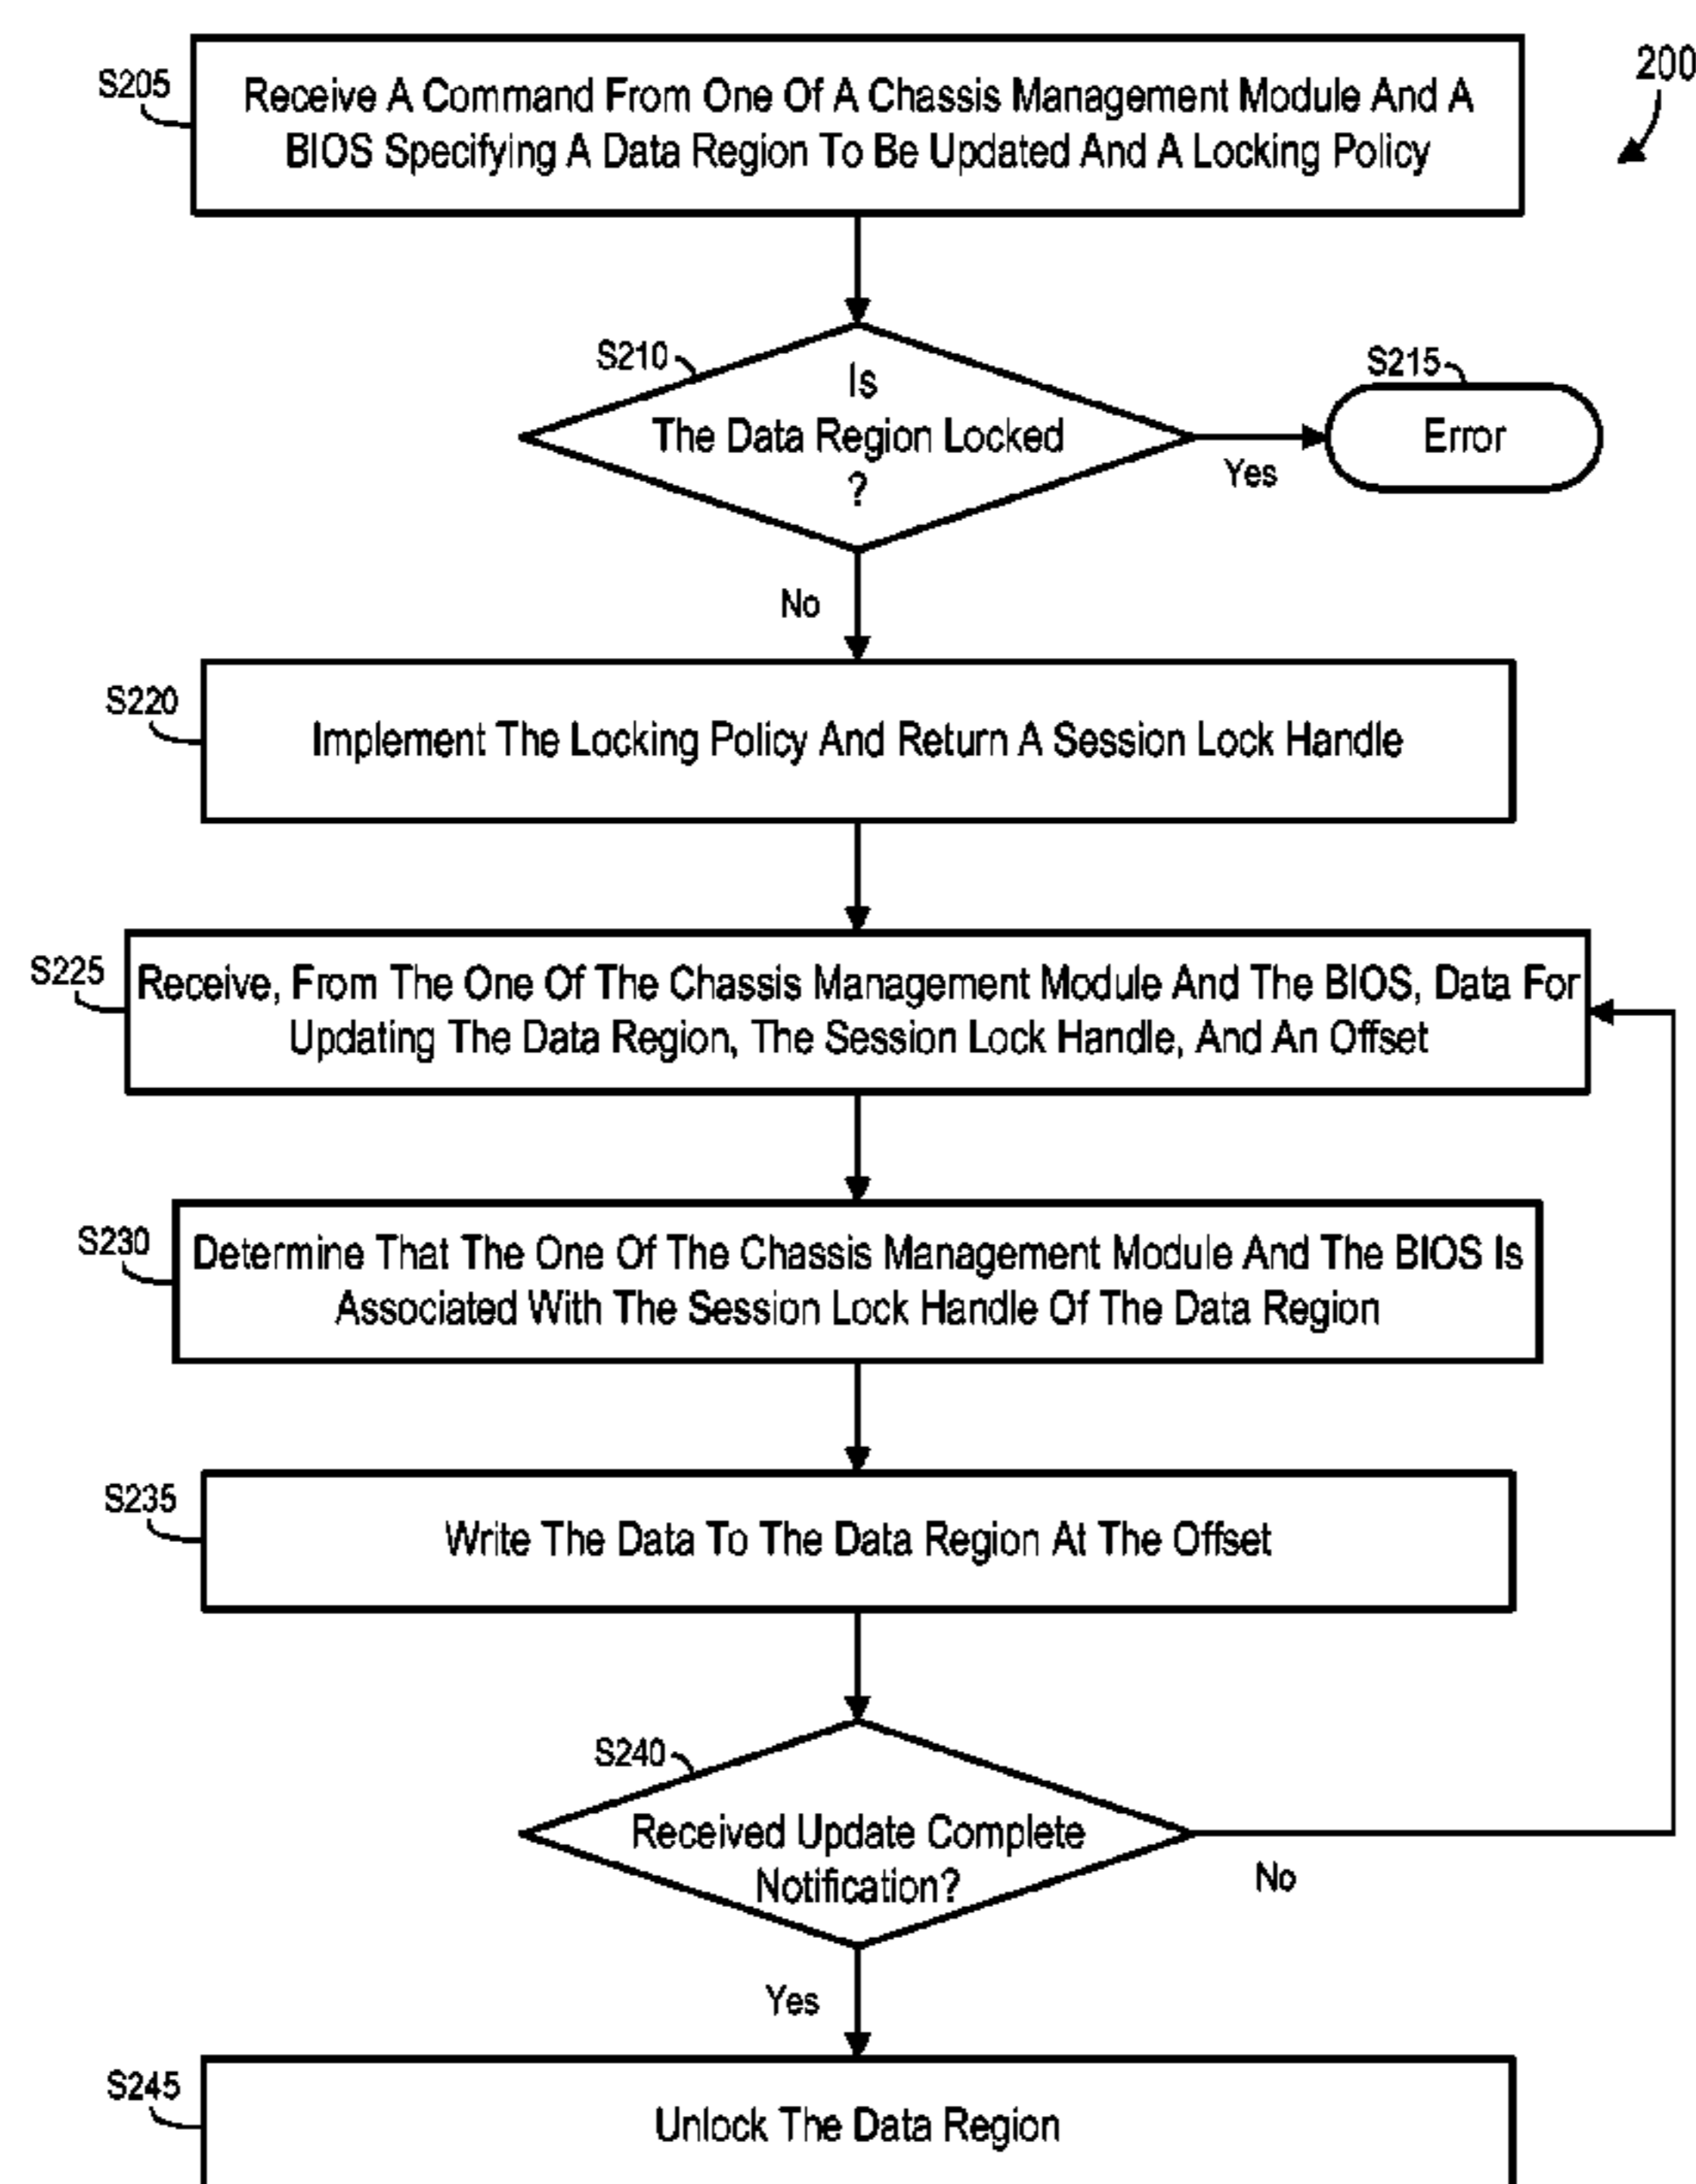 200
S205
Receive A Command From One Of A Chassis Management Module And A
BIOS Specifying A Data Region To Be Updated And A Locking Policy
S210
Is
The Data Region Locked
?
Yes
S215
Error
No
S220
Implement The Locking Policy And Return A Session Lock Handle
S225
Receive, From The One Of The Chassis Management Module And The BIOS, Data For
Updating The Data Region, The Session Lock Handle, And An Offset
S230
Determine That The One Of The Chassis Management Module And The BIOS Is
Associated With The Session Lock Handle Of The Data Region
S235
Write The Data To The Data Region At The Offset
S240
Received Update Complete
Notification?
No
Yes
S245
Unlock The Data Region